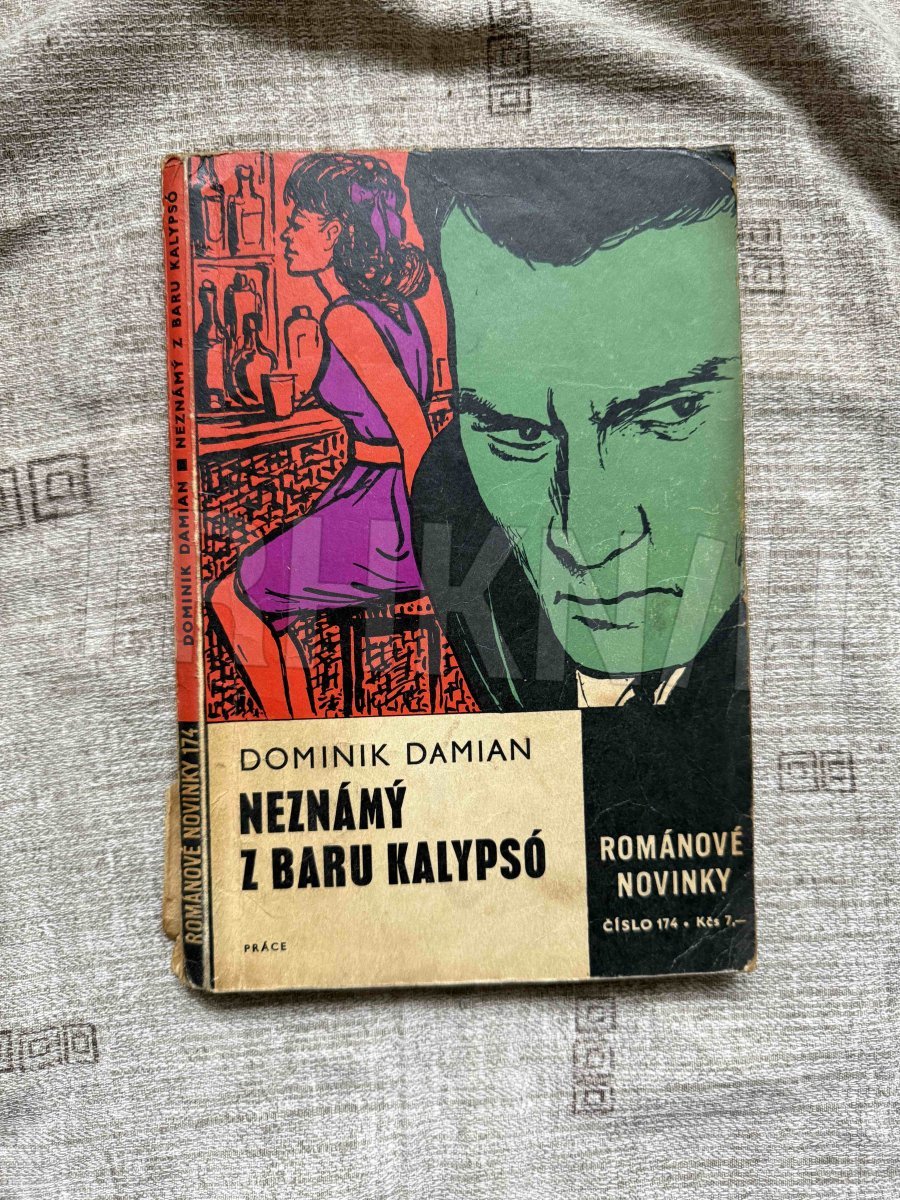 DOMINIK DAMIAN ■ NEZNÁMÝ Z BARU KALYPSÓ
ROMÁNOVÉ NOVINKY 174
DOMINIK DAMIAN
NEZNÁMÝ
Z BARU KALYPSÓ
PRÁCE
ROMÁNOVÉ
NOVINKY
ČÍSLO 174 • Kčs 7,—